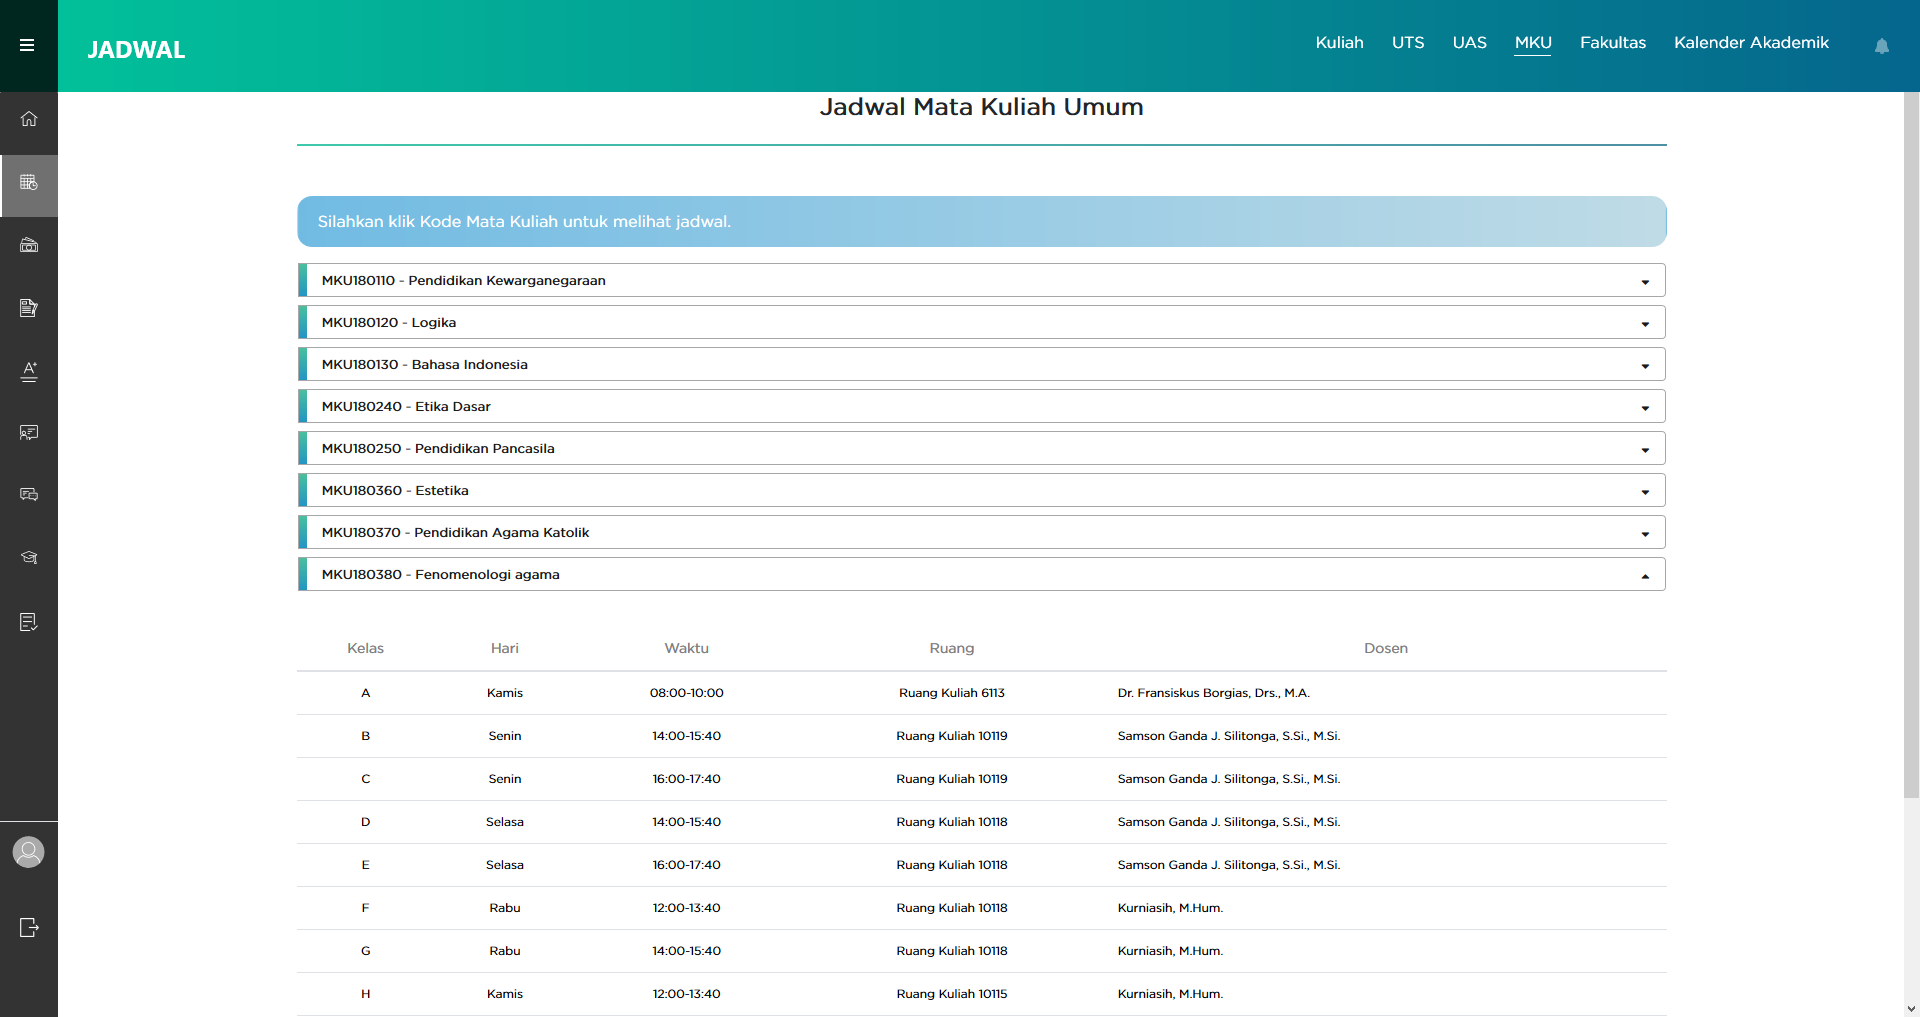 JADWAL
Kuliah UTS UAS MKU Fakultas Kalender Akademik
Jadwal Mata Kuliah Umum
Silahkan klik Kode Mata Kuliah untuk melihat jadwal.
MKU180110 - Pendidikan Kewarganegaraan
MKU180120 - Logika
MKU180130 - Bahasa Indonesia
MKU180240 - Etika Dasar
MKU180250 - Pendidikan Pancasila
MKU180360 - Estetika
MKU180370 - Pendidikan Agama Katolik
MKU180380 - Fenomenologi agama
Kelas Hari Waktu Ruang Dosen
A Kamis 08:00-10:00 Ruang Kuliah 6113 Dr. Fransiskus Borgias, Drs., M.A.
B Senin 14:00-15:40 Ruang Kuliah 10119 Samson Ganda J. Silitonga, S.Si., M.Si.
C Senin 16:00-17:40 Ruang Kuliah 10119 Samson Ganda J. Silitonga, S.Si., M.Si.
D Selasa 14:00-15:40 Ruang Kuliah 10118 Samson Ganda J. Silitonga, S.Si., M.Si.
E Selasa 16:00-17:40 Ruang Kuliah 10118 Samson Ganda J. Silitonga, S.Si., M.Si.
F Rabu 12:00-13:40 Ruang Kuliah 10118 Kurniasih, M.Hum.
G Rabu 14:00-15:40 Ruang Kuliah 10118 Kurniasih, M.Hum.
H Kamis 12:00-13:40 Ruang Kuliah 10115 Kurniasih, M.Hum.